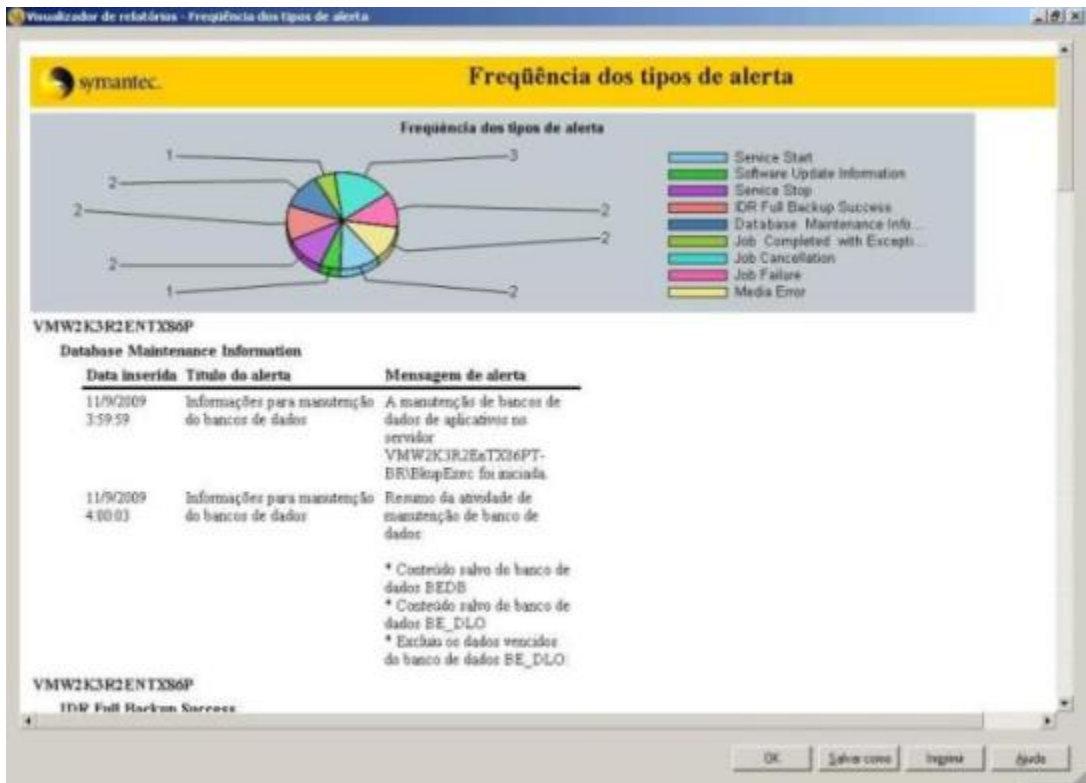 Visualizador de relatórios - Freqüência dos tipos de alerta
symantec.
Freqüência dos tipos de alerta
Freqüência dos tipos de alerta
1
3
2
2
2
2
2
1
2
Service Start
Software Update Information
Service Stop
IDR Full Backup Success
Database Maintenance Info...
Job Completed with Excepti...
Job Cancellation
Job Failure
Media Error
VMW2K3R2ENTX86P
Database Maintenance Information
Data inserida Título do alerta Mensagem de alerta
11/9/2009 Informações para manutenção A manutenção de bancos de
3:59:59 do bancos de dados dados de aplicativos no
servidor
VMW2K3R2EnTX86PT-
BR\BkupExec foi iniciada.
11/9/2009 Informações para manutenção Resumo da atividade de
4:00:03 do bancos de dados manutenção de banco de
dados:
* Conteúdo salvo do banco de
dados BEDB
* Conteúdo salvo do banco de
dados BE_DLO
* Excluiu os dados vencidos
do banco de dados BE_DLO:
VMW2K3R2ENTX86P
IDR Full Backup Success
OK Salvar como Imprimir Ajuda